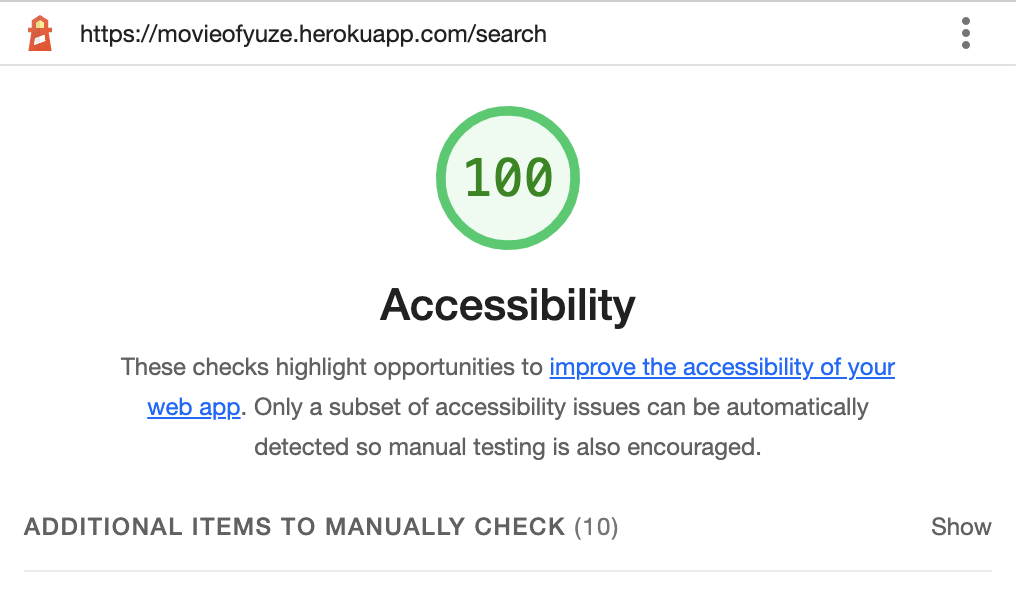 https://movieofyuze.herokuapp.com/search
100
Accessibility
These checks highlight opportunities to improve the accessibility of your
web app. Only a subset of accessibility issues can be automatically
detected so manual testing is also encouraged.
ADDITIONAL ITEMS TO MANUALLY CHECK (10) Show